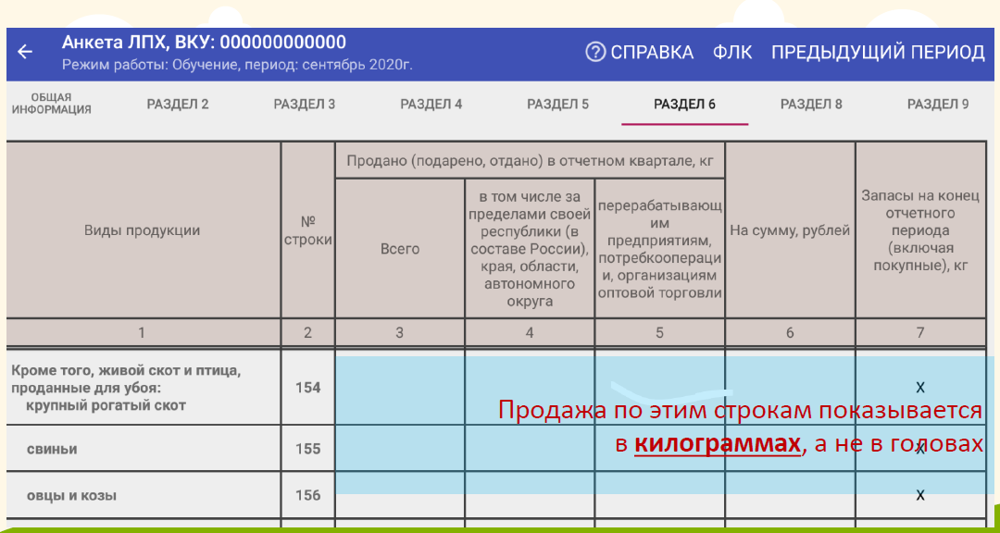 Анкета ЛПХ, ВКУ: 000000000000
Режим работы: Обучение, период: сентябрь 2020г.
? СПРАВКА ФЛК ПРЕДЫДУЩИЙ ПЕРИОД
ОБЩАЯ
ИНФОРМАЦИЯ
РАЗДЕЛ 2
РАЗДЕЛ 3
РАЗДЕЛ 4
РАЗДЕЛ 5
РАЗДЕЛ 6
РАЗДЕЛ 8
РАЗДЕЛ 9
Виды продукции
№
строки
Продано (подарено, отдано) в отчетном квартале, кг
Всего
в том числе за
пределами своей
республики (в
составе России),
края, области,
автономного
округа
перерабатывающ
им
предприятиям,
потребкооперации
и, организациям
оптовой торговли
На сумму, рублей
Запасы на конец
отчетного
периода
(включая
покупные), кг
1 2 3 4 5 6 7
Кроме того, живой скот и птица,
проданные для убоя:
крупный рогатый скот
154
X
свиньи
155
X
овцы и козы
156
X
Продажа по этим строкам показывается
в килограммах, а не в головах